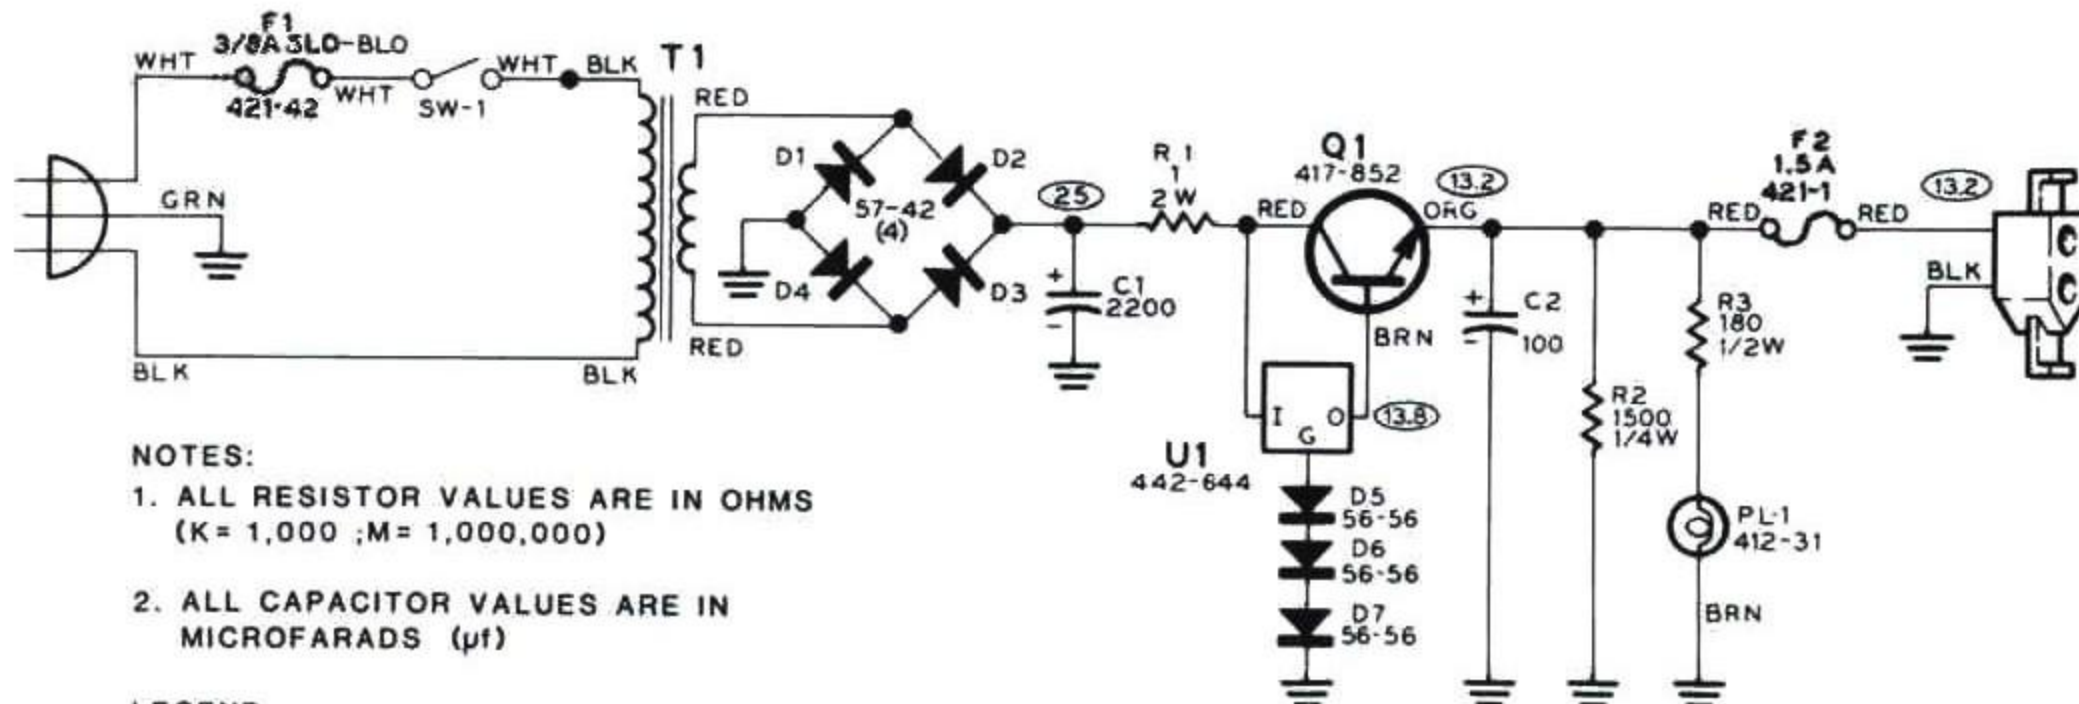 F1
3/8A SLO-BLO
WHT
421-42
WHT
SW-1
WHT
BLK
T1
RED
GRN
BLK
BLK
RED
D1
D2
57-42
(4)
D4
D3
25
C1
2200
+
-
R1
1
2W
RED
Q1
417-852
13.2
ORG
BRN
I
O
G
13.8
U1
442-644
D5
56-56
D6
56-56
D7
56-56
+
-
C2
100
R2
1500
1/4W
R3
180
1/2W
PL-1
412-31
BRN
F2
1.5A
421-1
RED
RED
13.2
BLK
NOTES:
1. ALL RESISTOR VALUES ARE IN OHMS
(K= 1,000 ;M= 1,000,000)
2. ALL CAPACITOR VALUES ARE IN
MICROFARADS (µf)